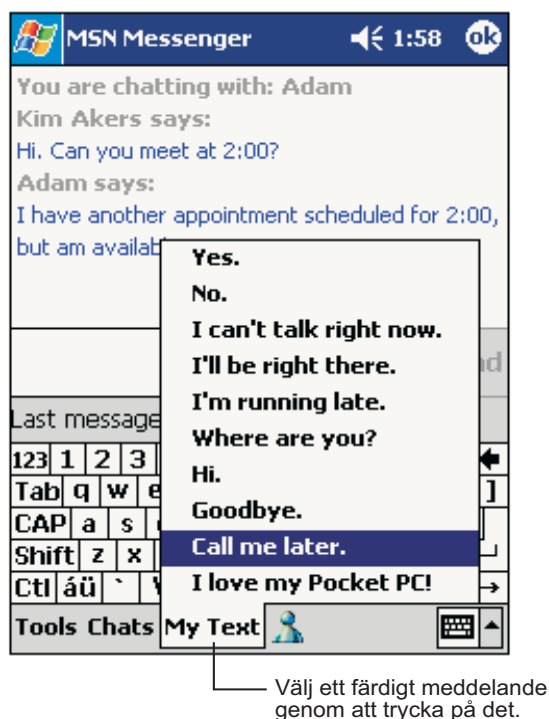 MSN Messenger 1:58 ok
You are chatting with: Adam
Kim Akers says:
Hi. Can you meet at 2:00?
Adam says:
I have another appointment scheduled for 2:00,
but am
Yes.
No.
I can't talk right now.
I'll be right there.
I'm running late.
Where are you?
Hi.
Goodbye.
Call me later.
I love my Pocket PC!
Last message
123 1 2 3
Tab q w e ]
CAP a s
Shift z x
Ctl áü `
Tools Chats My Text
Välj ett färdigt meddelande
genom att trycka på det.